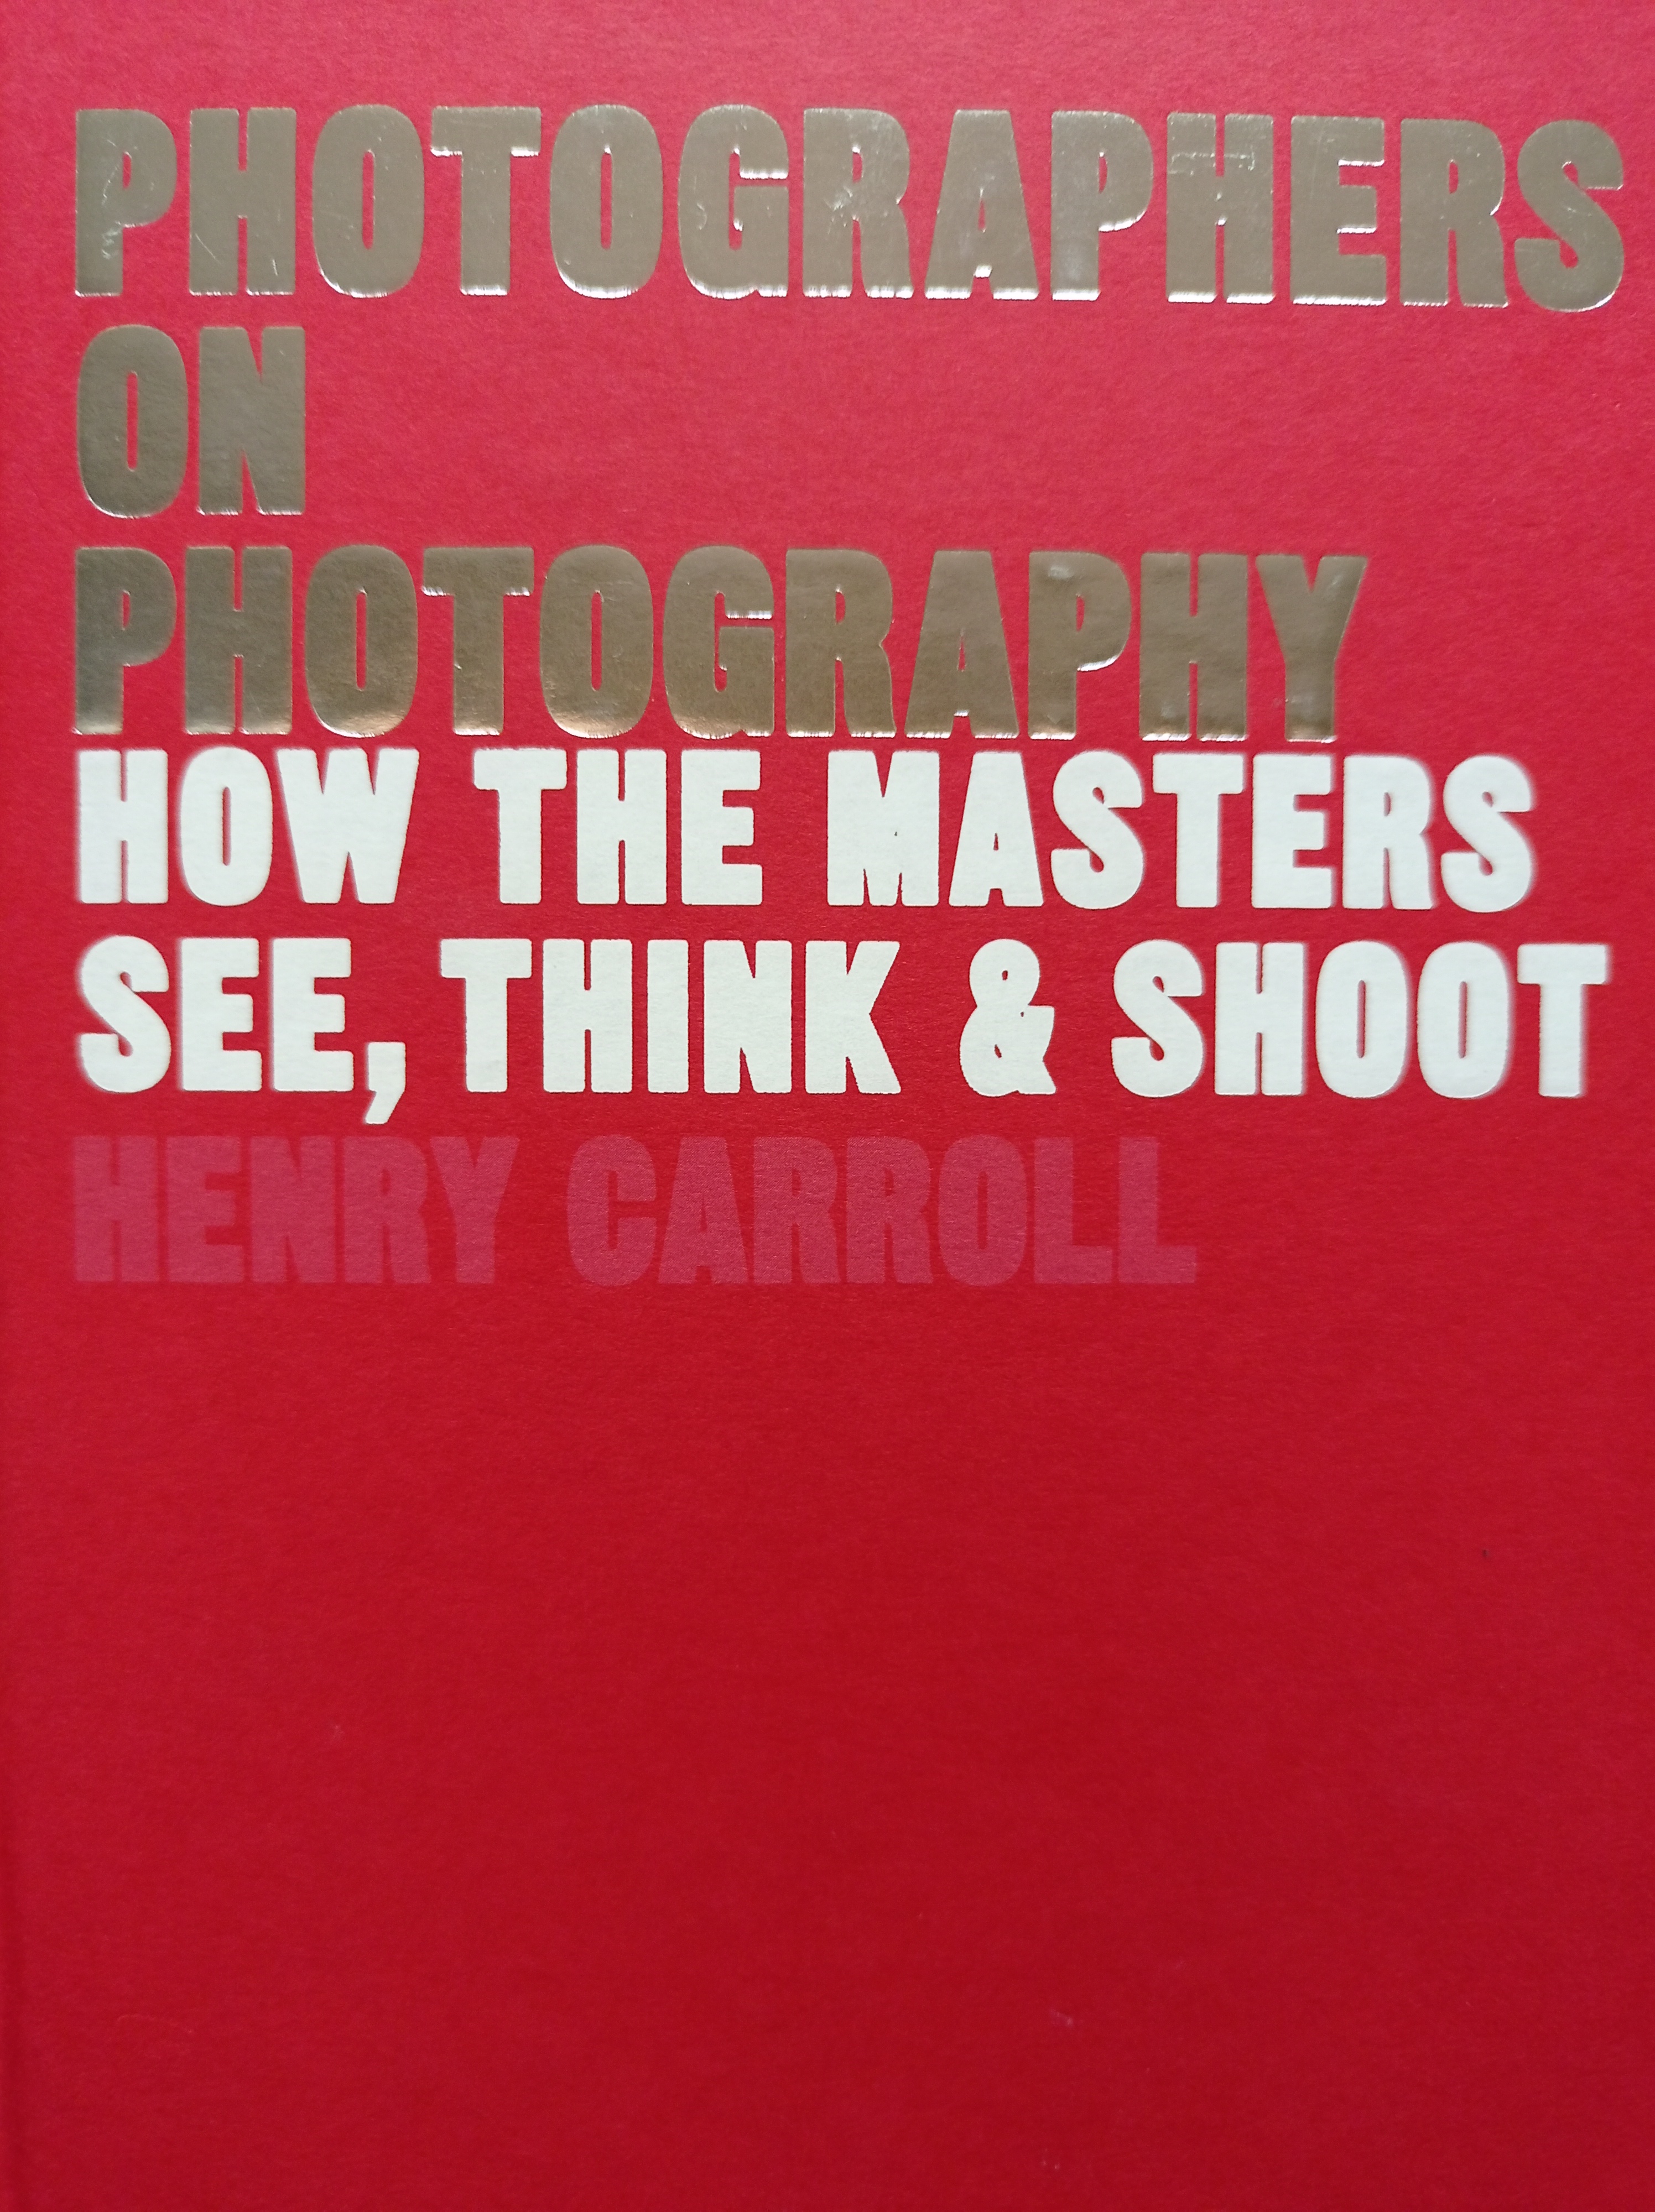 PHOTOGRAPHERS
ON
PHOTOGRAPHY
HOW THE MASTERS
SEE, THINK & SHOOT
HENRY CARROLL